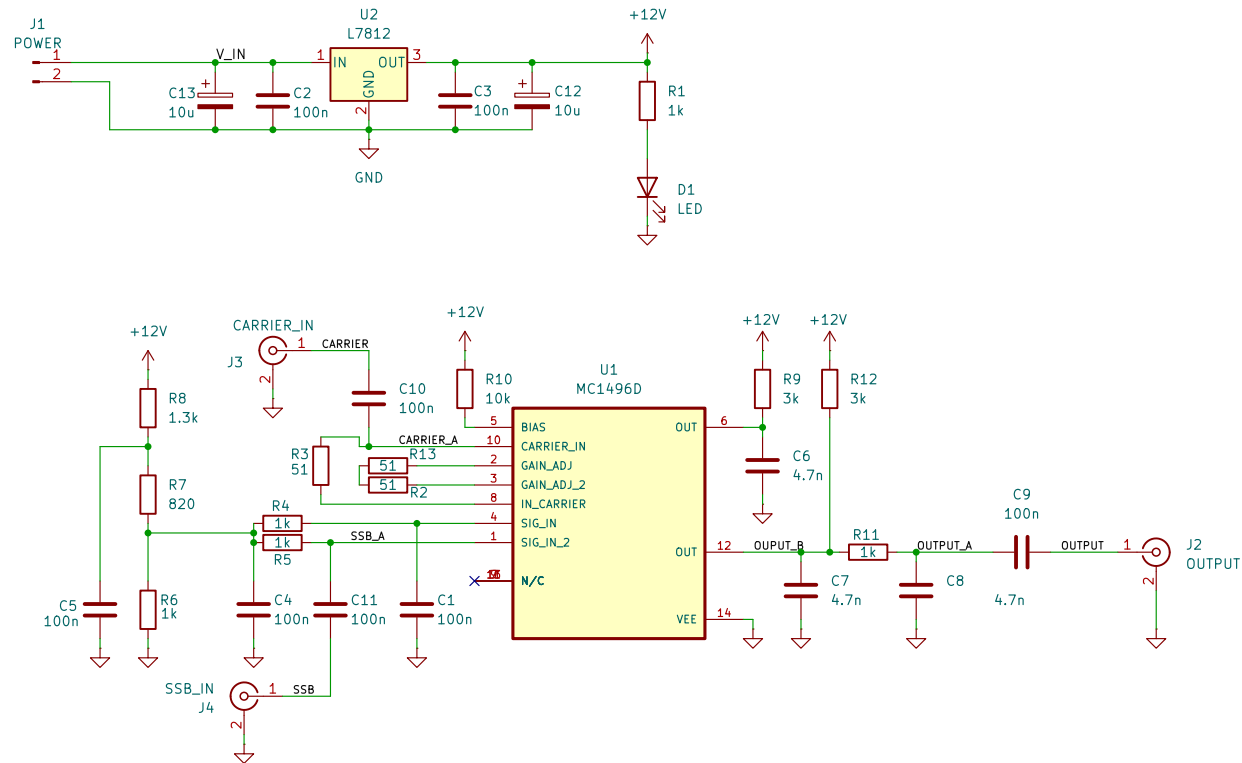 J1
POWER
1
2
V_IN
U2
L7812
1
IN
OUT
3
GND
2
GND
+12V
C13
10u
+
C2
100n
C3
100n
+
C12
10u
R1
1k
D1
LED
+12V
R8
1.3k
R7
820
R6
1k
C5
100n
CARRIER_IN
1
CARRIER
J3
2
C10
100n
CARRIER_A
R3
51
51
R13
51
R2
R4
1k
1k
R5
SSB_A
C4
100n
C11
100n
C1
100n
SSB_IN
J4
1
SSB
2
+12V
R10
10k
U1
MC1496D
5
BIAS
10
CARRIER_IN
2
GAIN_ADJ
3
GAIN_ADJ_2
8
IN_CARRIER
4
SIG_IN
1
SIG_IN_2
N/C
OUT
6
OUT
12
VEE
14
+12V
R9
3k
+12V
R12
3k
C6
4.7n
OUPUT_B
R11
1k
OUTPUT_A
C7
4.7n
C8
4.7n
C9
100n
OUTPUT
1
J2
OUTPUT
2